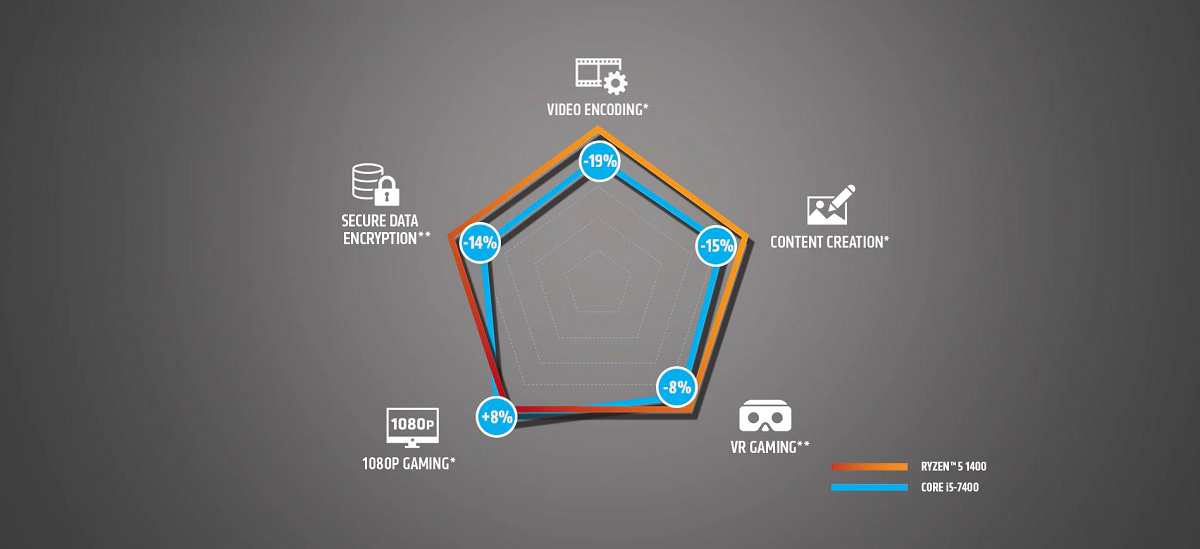 VIDEO ENCODING*
-19%
SECURE DATA
ENCRYPTION**
-14%
-15%
CONTENT CREATION*
-8%
+8%
1080P
1080P GAMING*
VR GAMING**
RYZEN™ 5 1400
CORE i5-7400